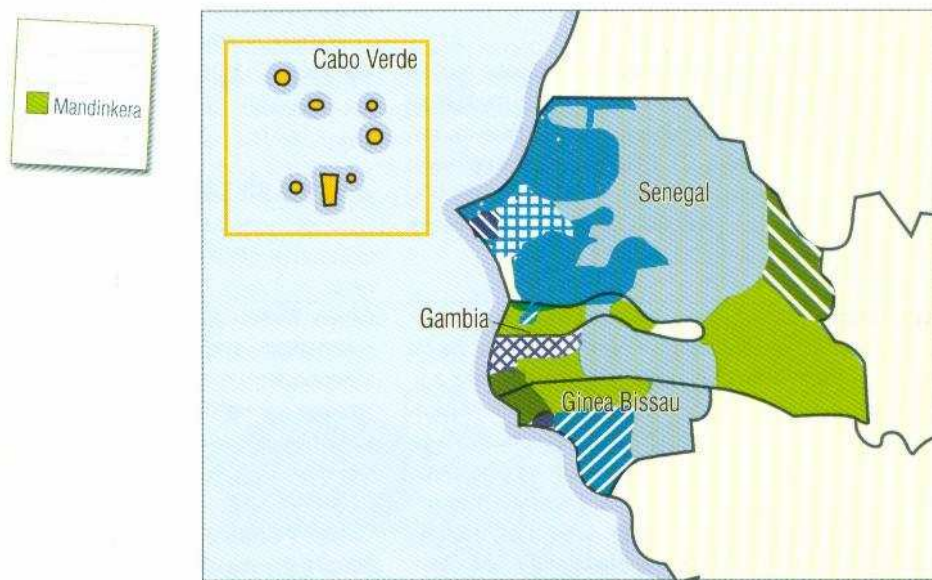 Mandinkera
Cabo Verde
Senegal
Gambia
Ginea Bissau